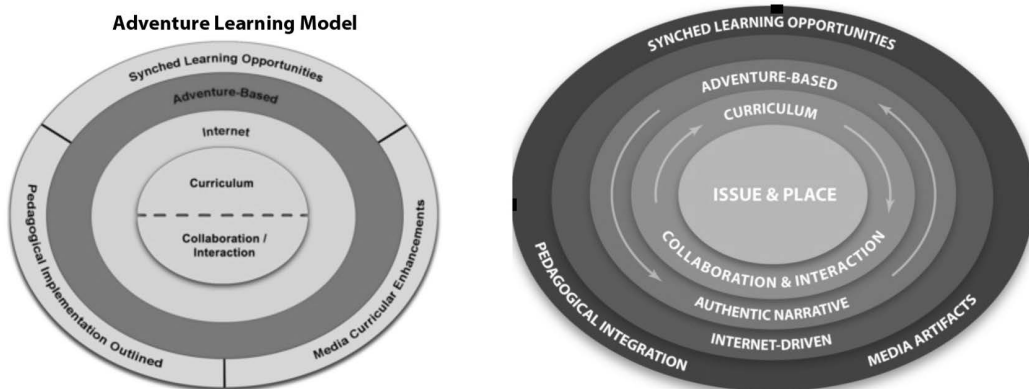 Adventure Learning Model
Synched Learning Opportunities
Adventure-Based
Internet
Curriculum
Collaboration /
Interaction
Pedagogical Implementation Outlined
Media Curricular Enhancements
SYNCHED LEARNING OPPORTUNITIES
ADVENTURE-BASED
CURRICULUM
ISSUE & PLACE
COLLABORATION & INTERACTION
AUTHENTIC NARRATIVE
INTERNET-DRIVEN
PEDAGOGICAL INTEGRATION
MEDIA ARTIFACTS